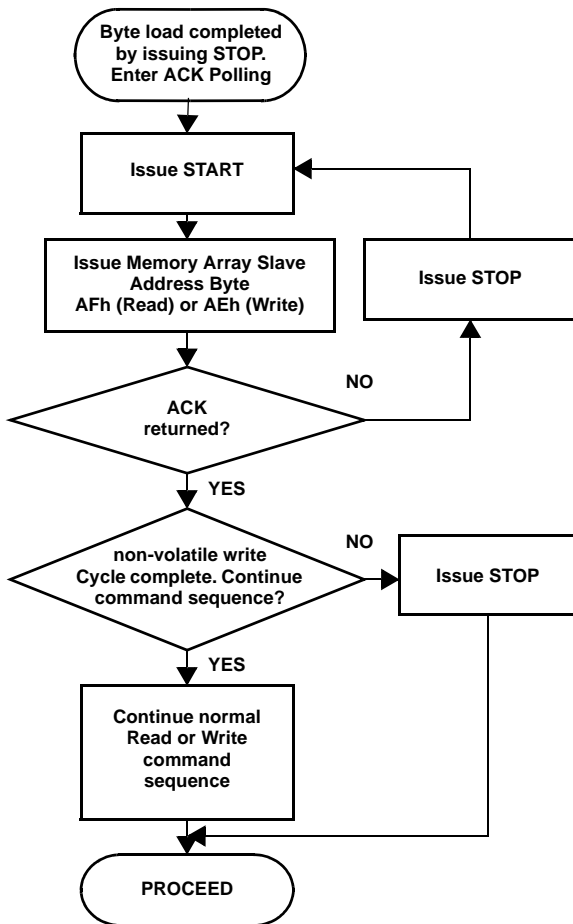 Byte load completed
by issuing STOP.
Enter ACK Polling
Issue START
Issue Memory Array Slave
Address Byte
AFh (Read) or AEh (Write)
Issue STOP
NO
ACK
returned?
YES
non-volatile write
Cycle complete. Continue
command sequence?
NO
Issue STOP
YES
Continue normal
Read or Write
command
sequence
PROCEED